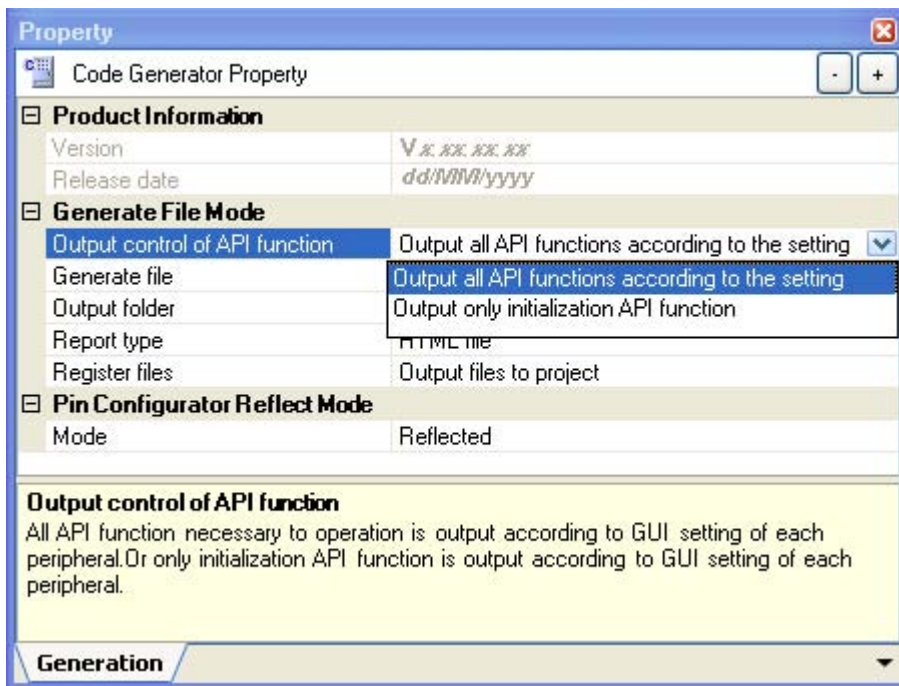 Property
Code Generator Property
- +
Product Information
Version V x.xx.xx.xx
Release date dd/MM/yyyy
Generate File Mode
Output control of API function Output all API functions according to the setting
Generate file Output all API functions according to the setting
Output folder Output only initialization API function
Report type HTML file
Register files Output files to project
Pin Configurator Reflect Mode
Mode Reflected
Output control of API function
All API function necessary to operation is output according to GUI setting of each
peripheral.Or only initialization API function is output according to GUI setting of each
peripheral.
Generation